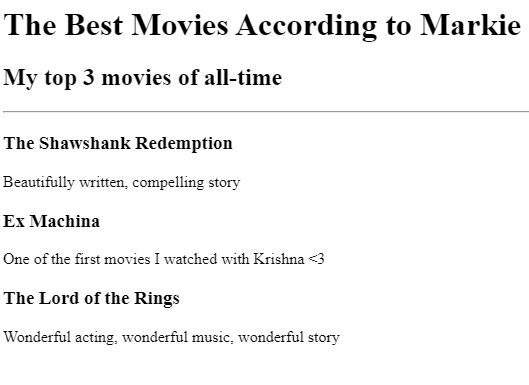 The Best Movies According to Markie
My top 3 movies of all-time
The Shawshank Redemption
Beautifully written, compelling story
Ex Machina
One of the first movies I watched with Krishna <3
The Lord of the Rings
Wonderful acting, wonderful music, wonderful story